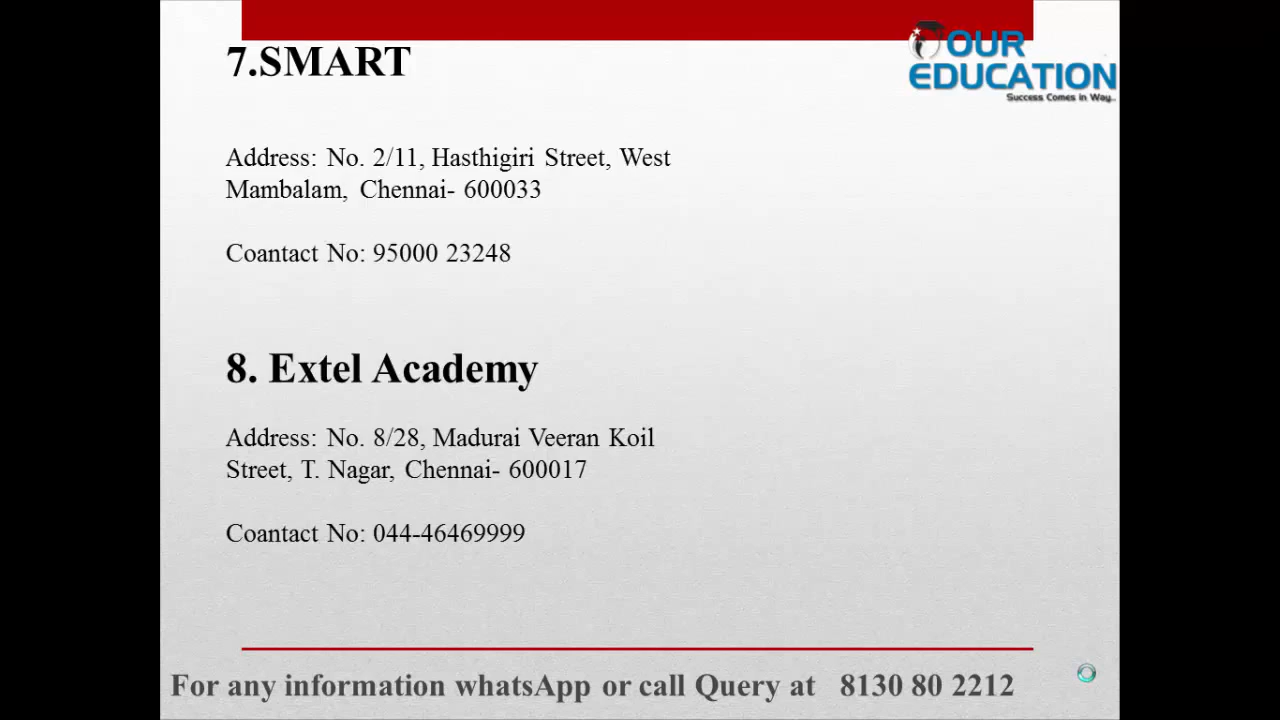 7.SMART
OUR
EDUCATION
Success Comes in Way..
Address: No. 2/11, Hasthigiri Street, West
Mambalam, Chennai- 600033
Coantact No: 95000 23248
8. Extel Academy
Address: No. 8/28, Madurai Veeran Koil
Street, T. Nagar, Chennai- 600017
Coantact No: 044-46469999
For any information whatsApp or call Query at 8130 80 2212